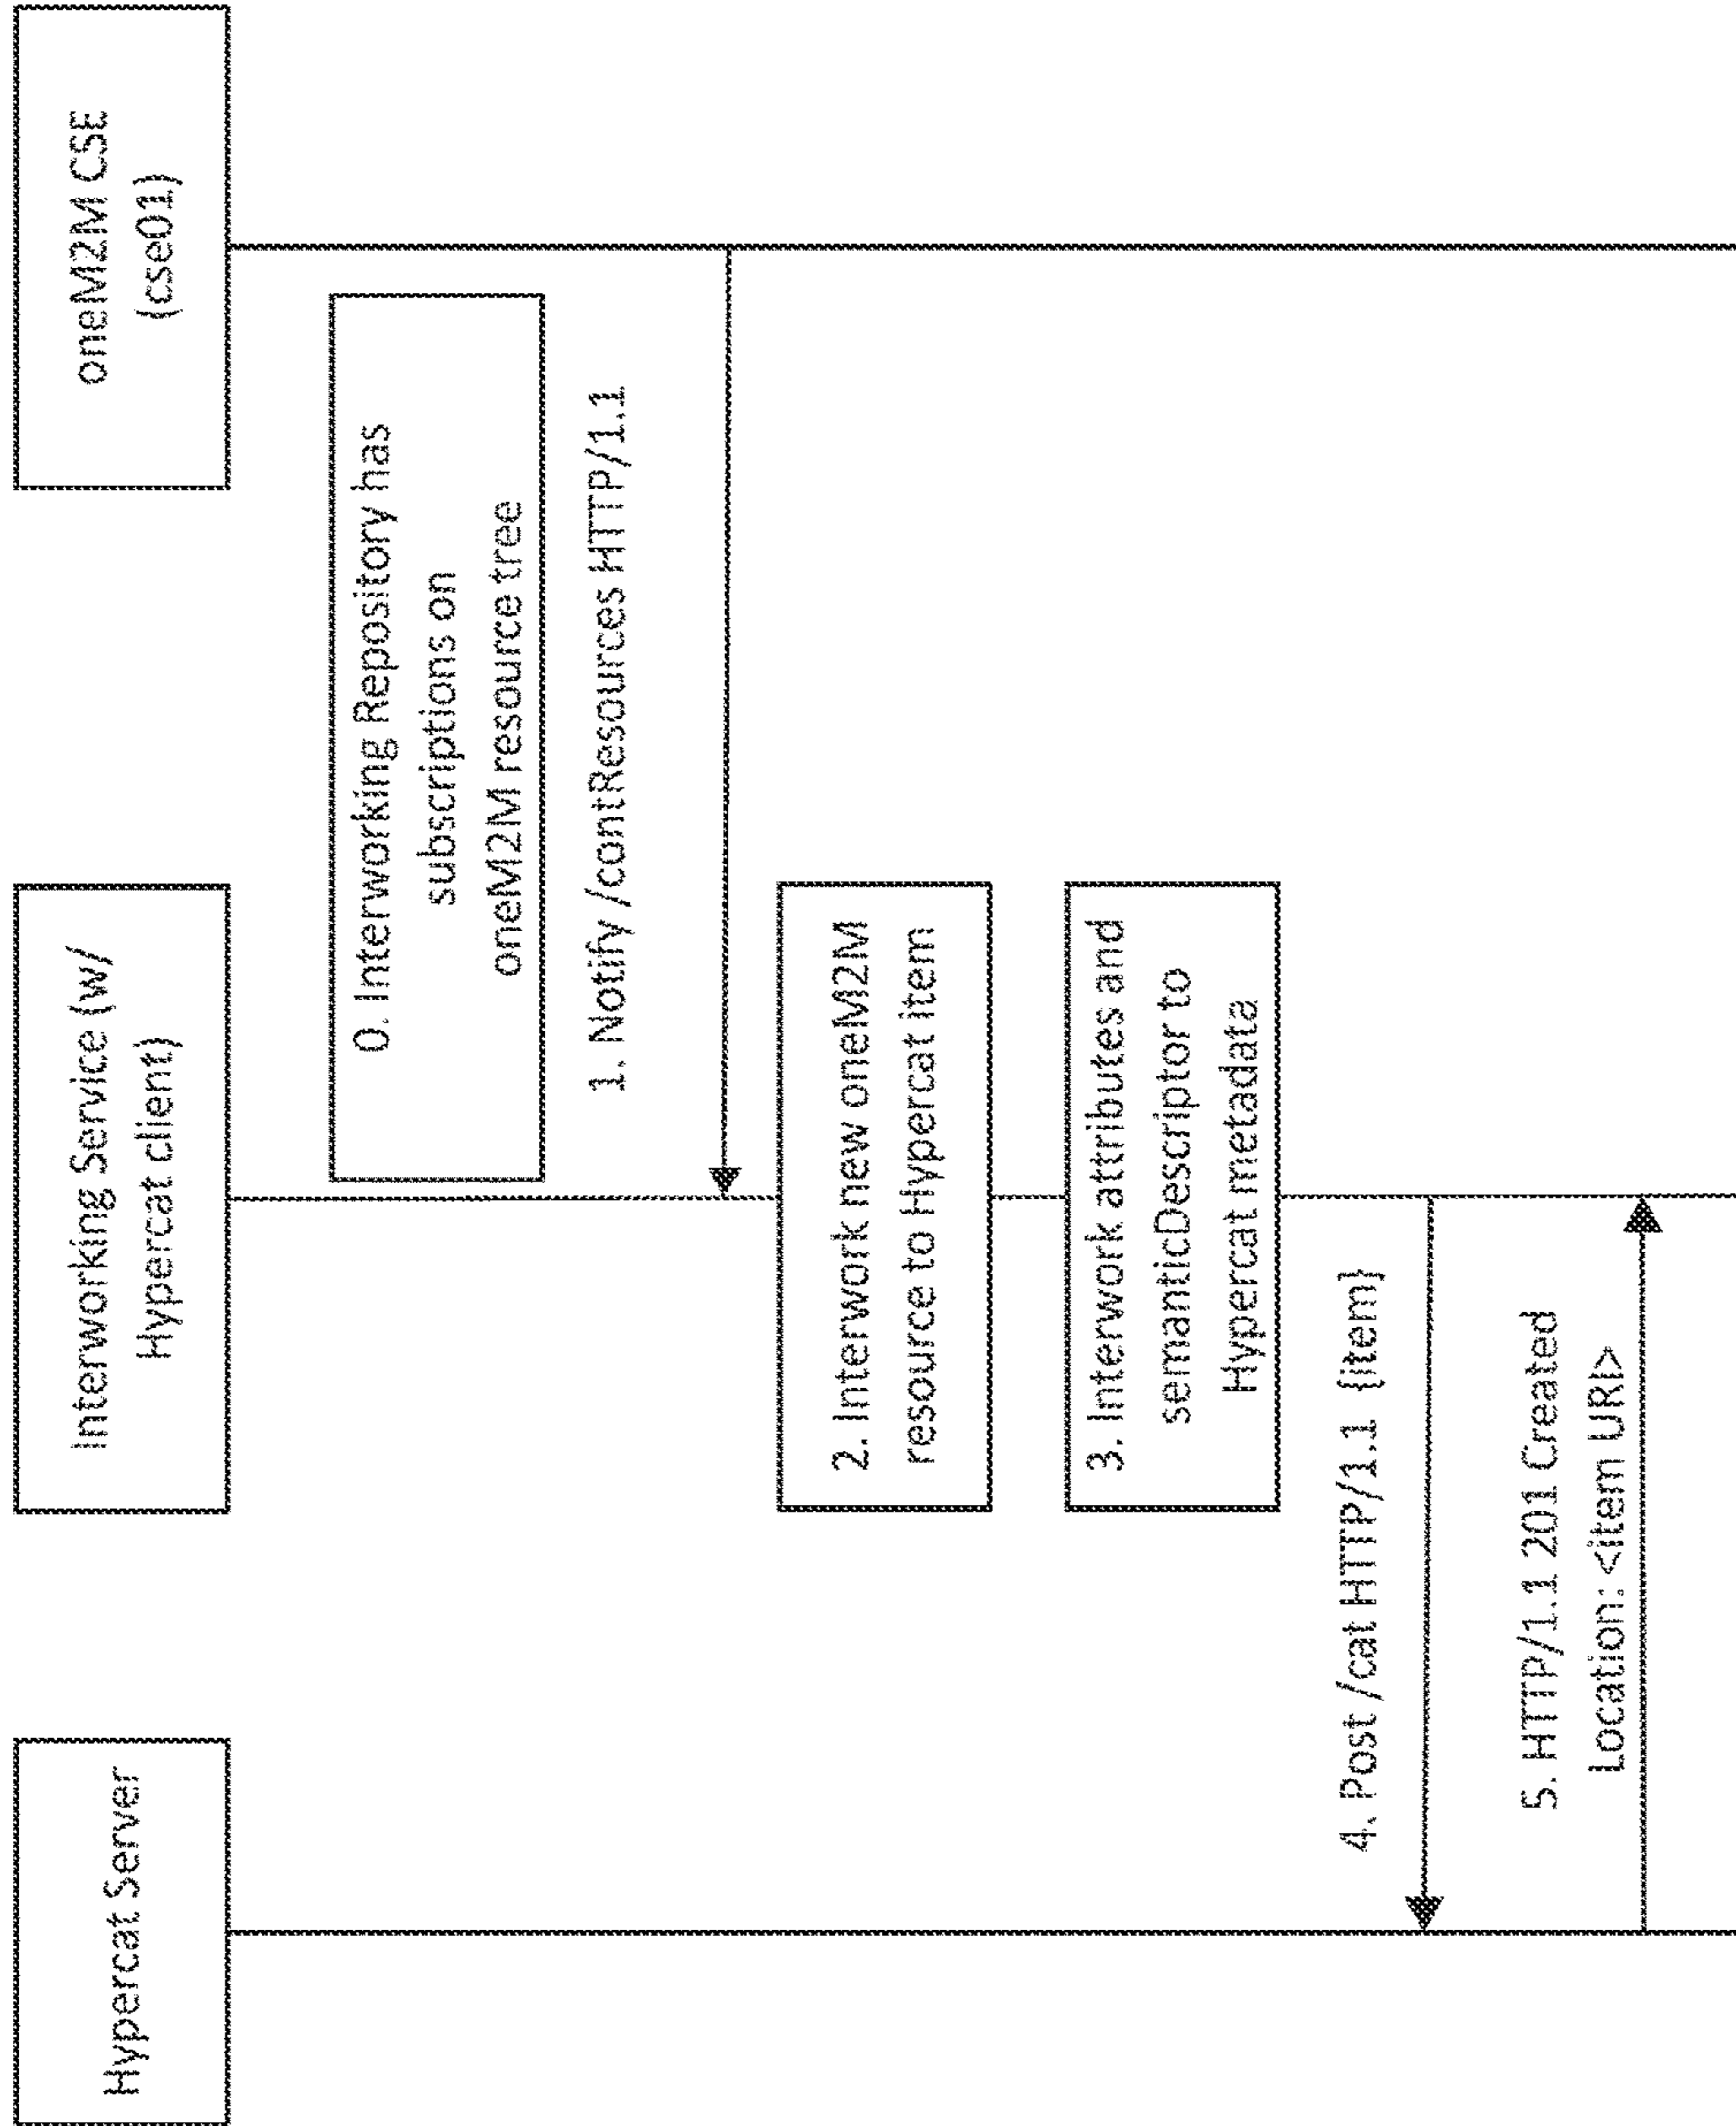 Hypercat Server
Interworking Service (w/
Hypercat client)
oneM2M CSE
(cse01)
0. Interworking Repository has
subscriptions on
oneM2M resource tree
1. Notify /contResources HTTP/1.1
2. Interwork new oneM2M
resource to Hypercat item
3. Interwork attributes and
semanticDescriptor to
Hypercat metadata
4. Post /cat HTTP/1.1 {item}
5. HTTP/1.1 201 Created
Location: <item URI>